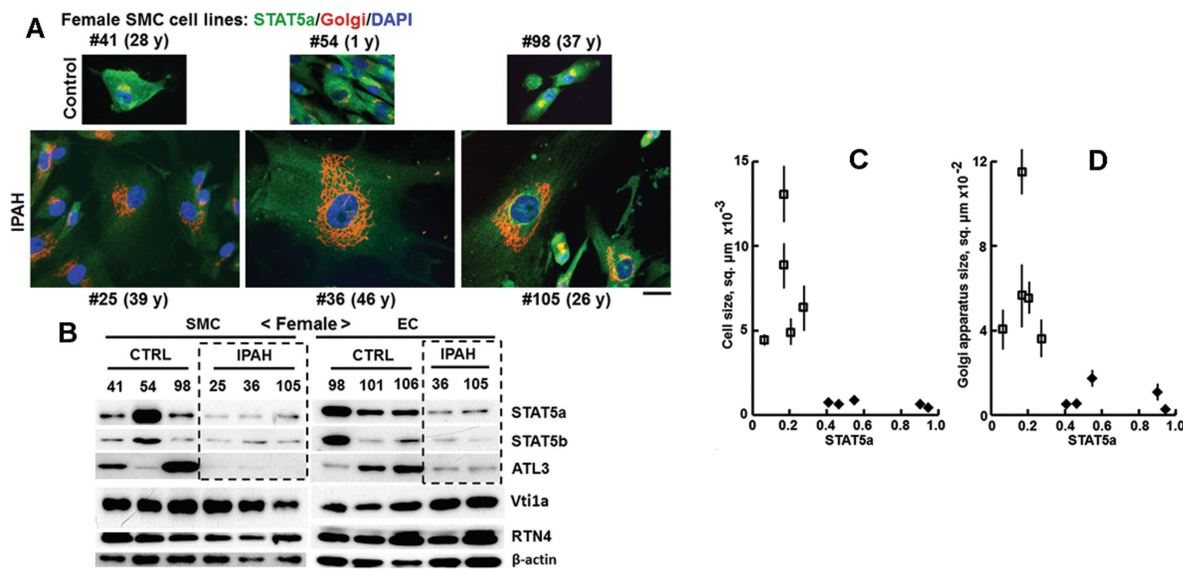 A
Female SMC cell lines: STAT5a/Golgi/DAPI
#41 (28 y) #54 (1 y) #98 (37 y)
Control
IPAH
#25 (39 y) #36 (46 y) #105 (26 y)
B
SMC < Female > EC
CTRL IPAH CTRL IPAH
41 54 98 25 36 105 98 101 106 36 105
STAT5a
STAT5b
ATL3
Vti1a
RTN4
β-actin
C
Cell size, sq. μm x10-3
15
10
5
0
0 0.2 0.4 0.6 0.8 1.0
STAT5a
D
Golgi apparatus size, sq. μm x10-2
12
8
4
0
0 0.2 0.4 0.6 0.8 1.0
STAT5a